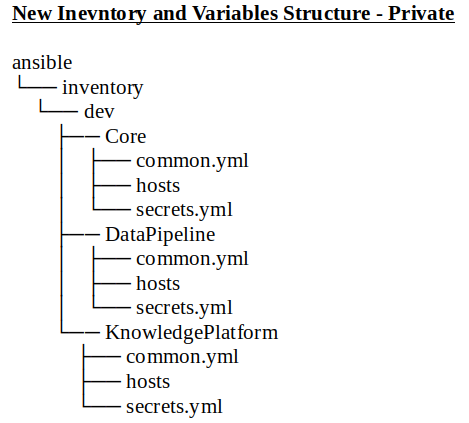 New Inevntory and Variables Structure - Private
ansible
└── inventory
└── dev
├── Core
│ ├── common.yml
│ ├── hosts
│ └── secrets.yml
├── DataPipeline
│ ├── common.yml
│ ├── hosts
│ └── secrets.yml
└── KnowledgePlatform
├── common.yml
├── hosts
└── secrets.yml